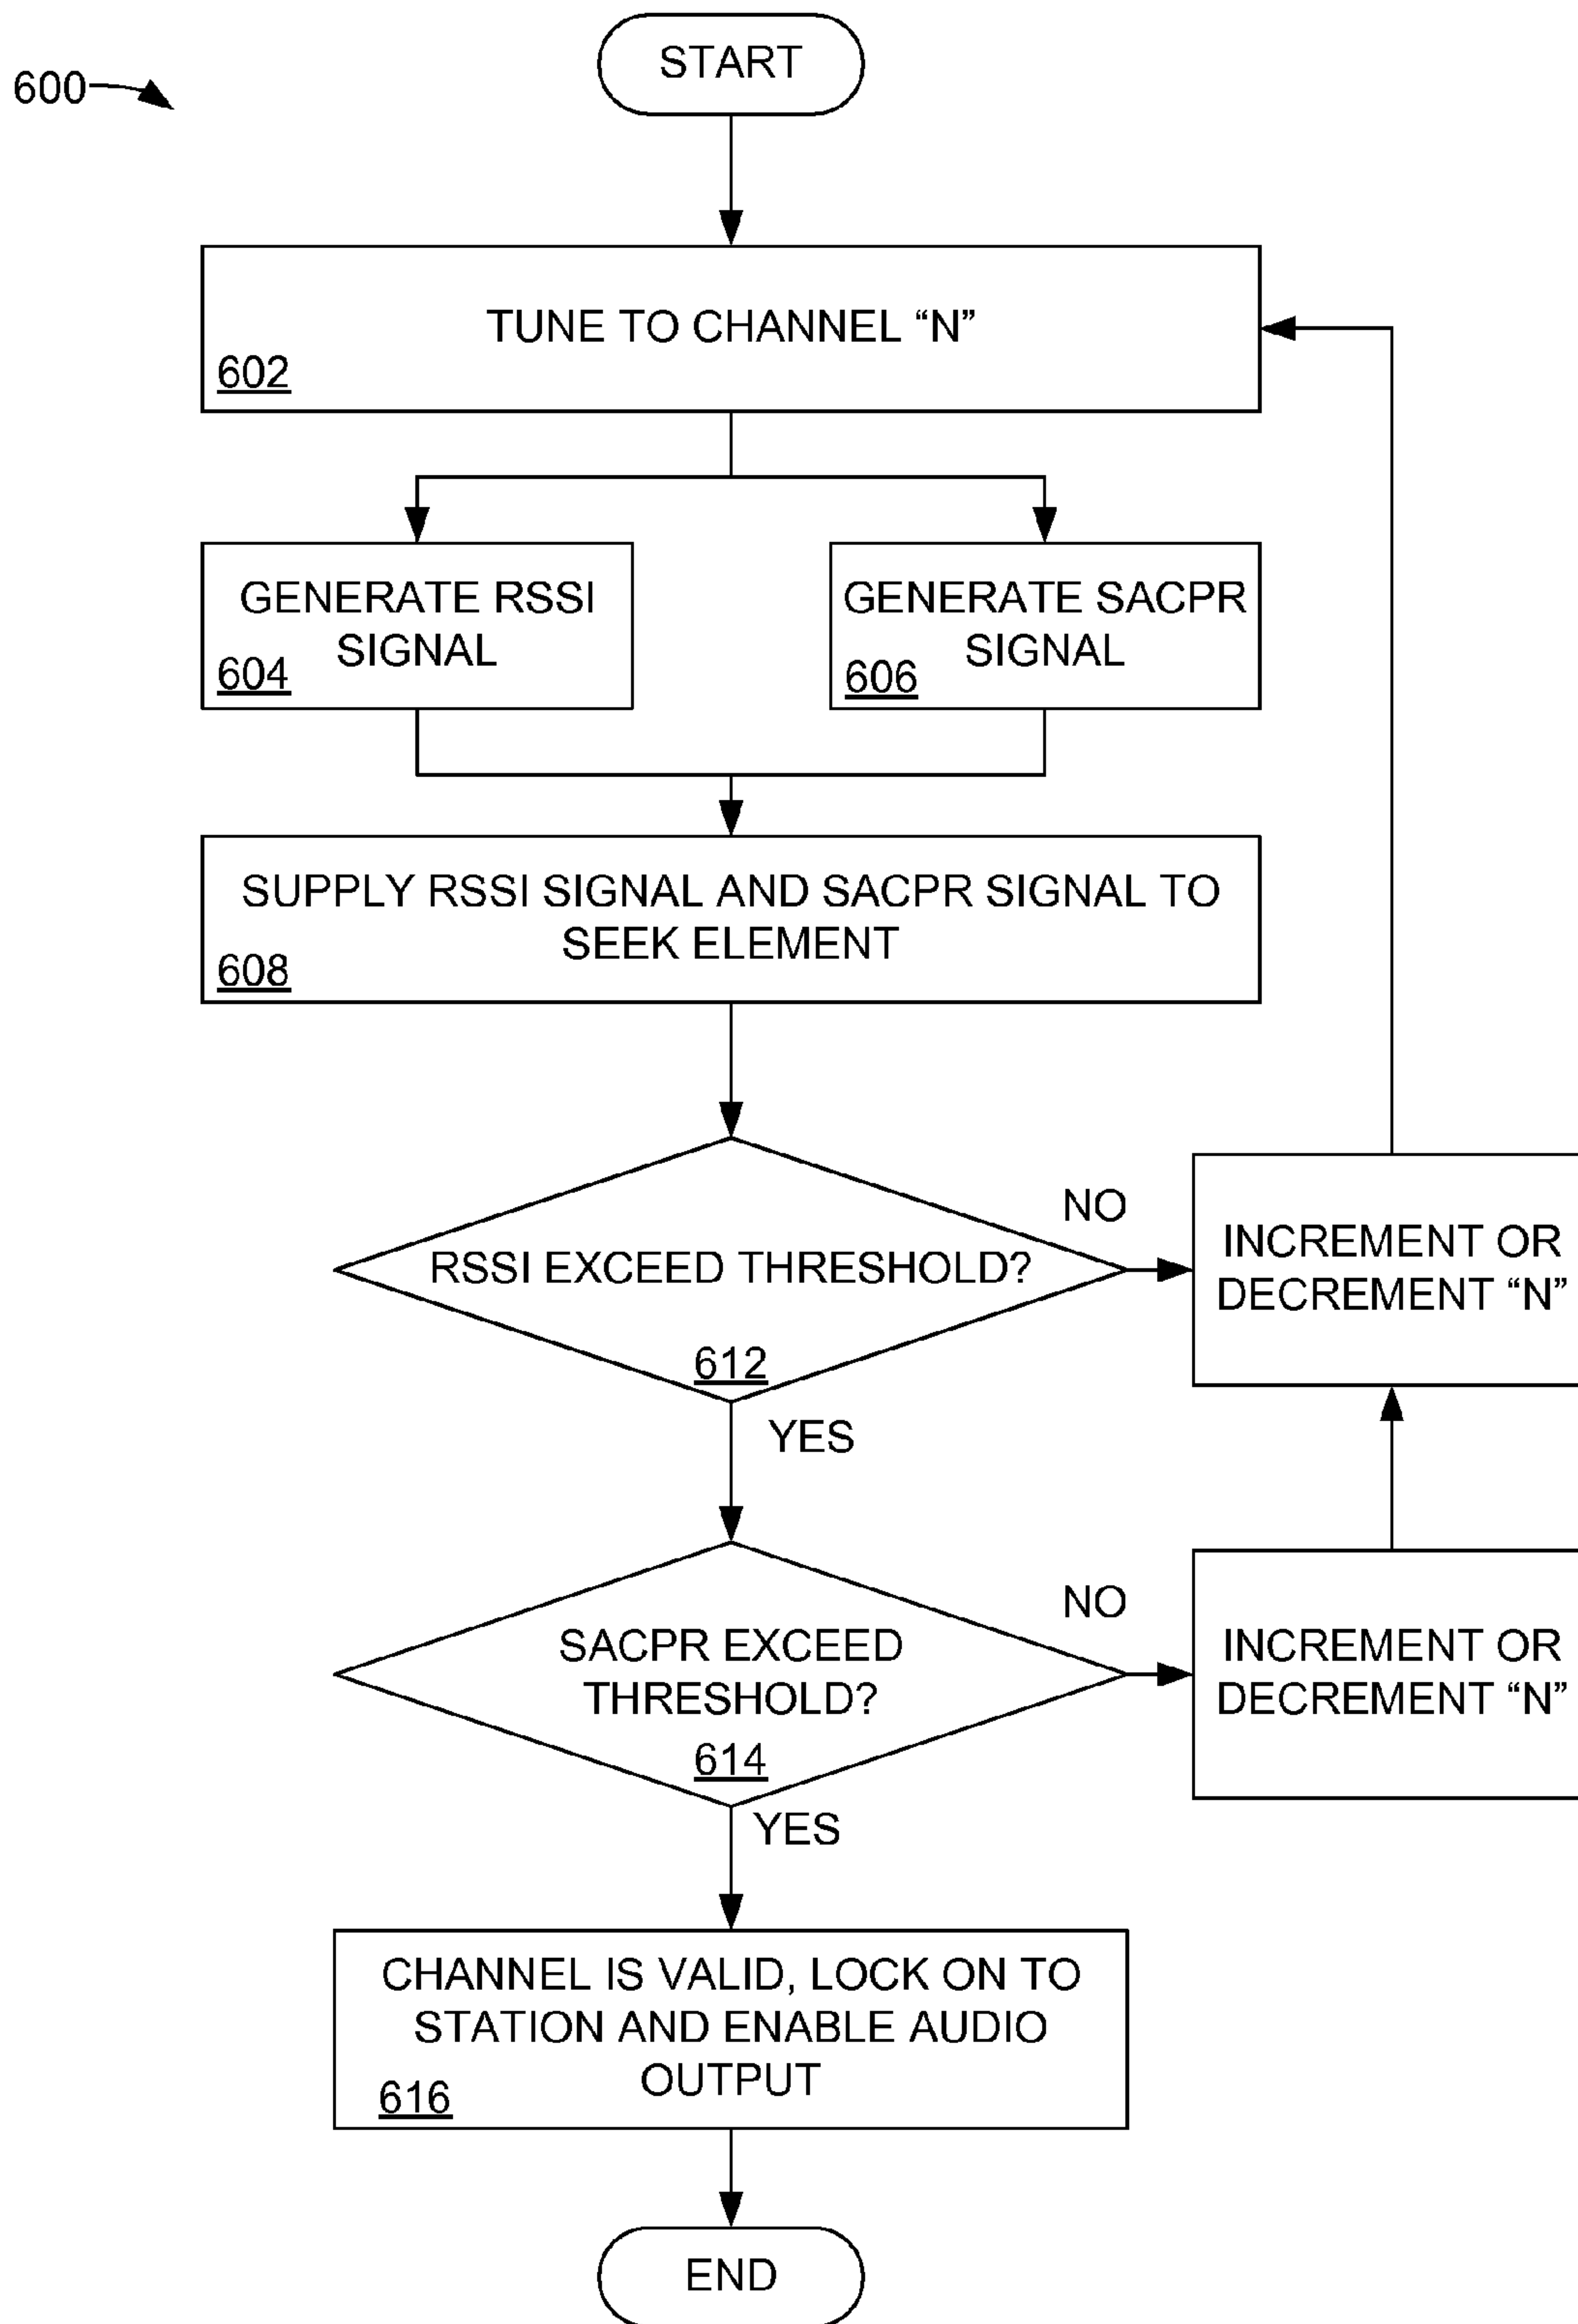 600
START
TUNE TO CHANNEL “N”
602
GENERATE RSSI
SIGNAL
604
GENERATE SACPR
SIGNAL
606
SUPPLY RSSI SIGNAL AND SACPR SIGNAL TO
SEEK ELEMENT
608
RSSI EXCEED THRESHOLD?
612
NO
INCREMENT OR
DECREMENT “N”
YES
SACPR EXCEED
THRESHOLD?
614
NO
INCREMENT OR
DECREMENT “N”
YES
CHANNEL IS VALID, LOCK ON TO
STATION AND ENABLE AUDIO
OUTPUT
616
END